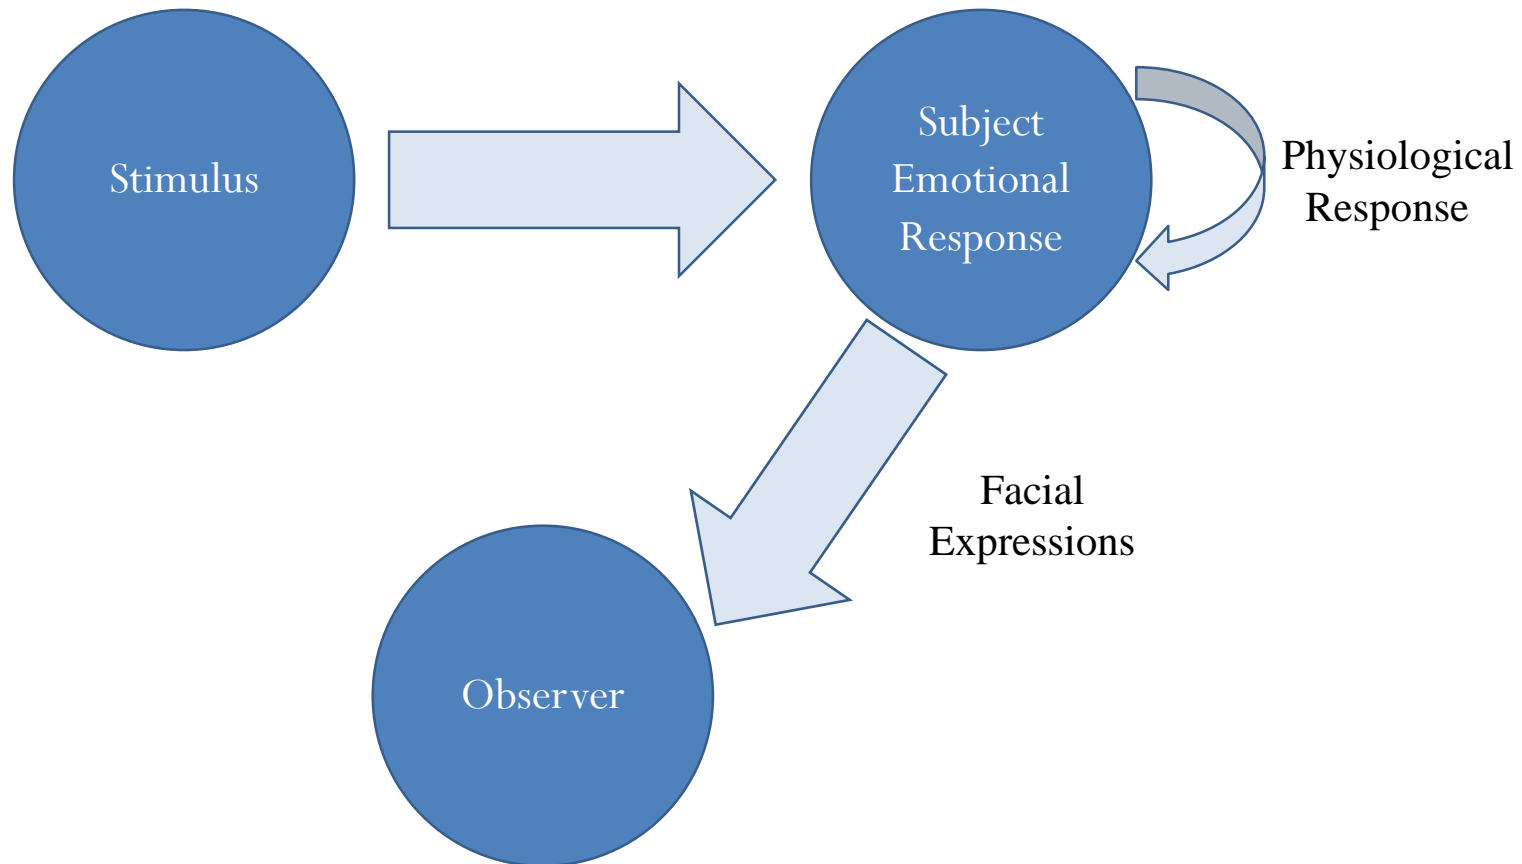 Stimulus
Subject
Emotional
Response
Physiological
Response
Facial
Expressions
Observer